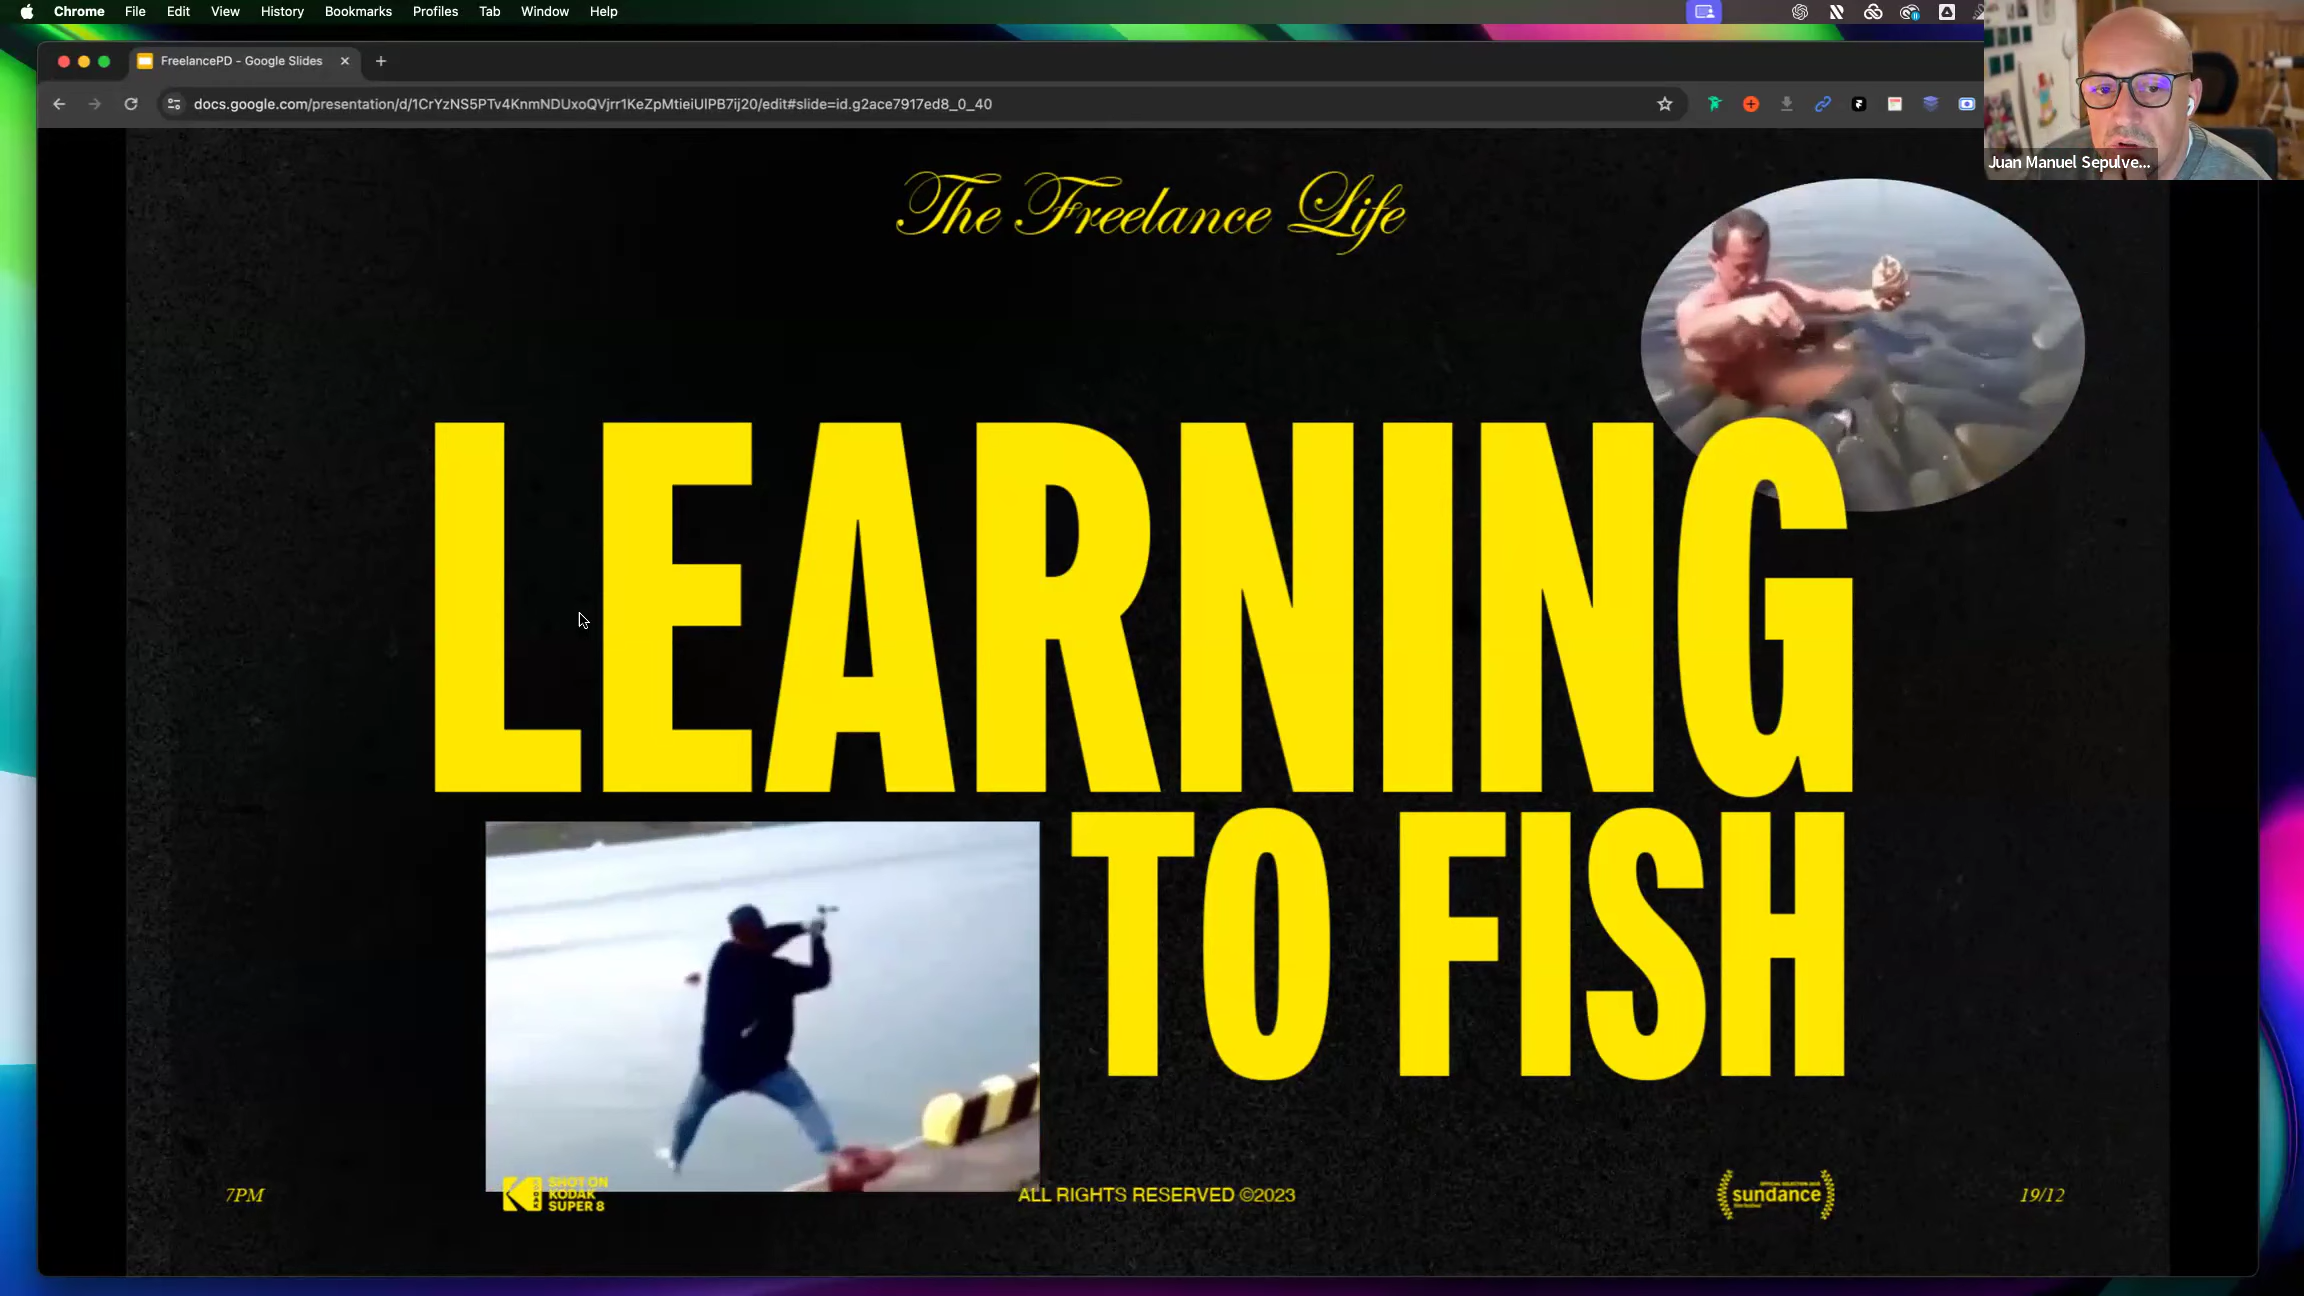 Chrome File Edit View History Bookmarks Profiles Tab Window Help
FreelancePD - Google Slides
docs.google.com/presentation/d/1CrYzNS5PTv4KnmNDUxoQVjrr1KeZpMtieiUlPB7ij20/edit#slide=id.g2ace7917ed8_0_40
Juan Manuel Sepulve...
The Freelance Life
LEARNING
TO FISH
7PM
SHOT ON
KODAK
SUPER 8
ALL RIGHTS RESERVED ©2023
sundance
19/12